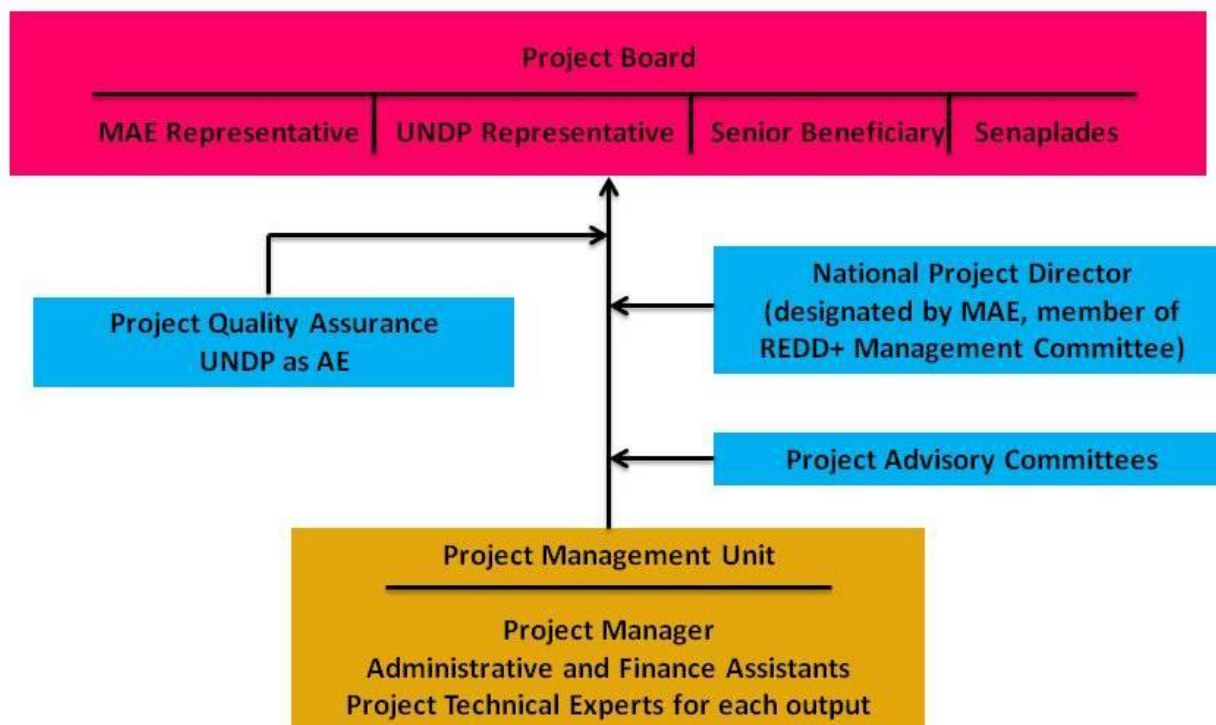 Project Board
MAE Representative UNDP Representative Senior Beneficiary Senaplades
Project Quality Assurance
UNDP as AE
National Project Director
(designated by MAE, member of
REDD+ Management Committee)
Project Advisory Committees
Project Management Unit
Project Manager
Administrative and Finance Assistants
Project Technical Experts for each output